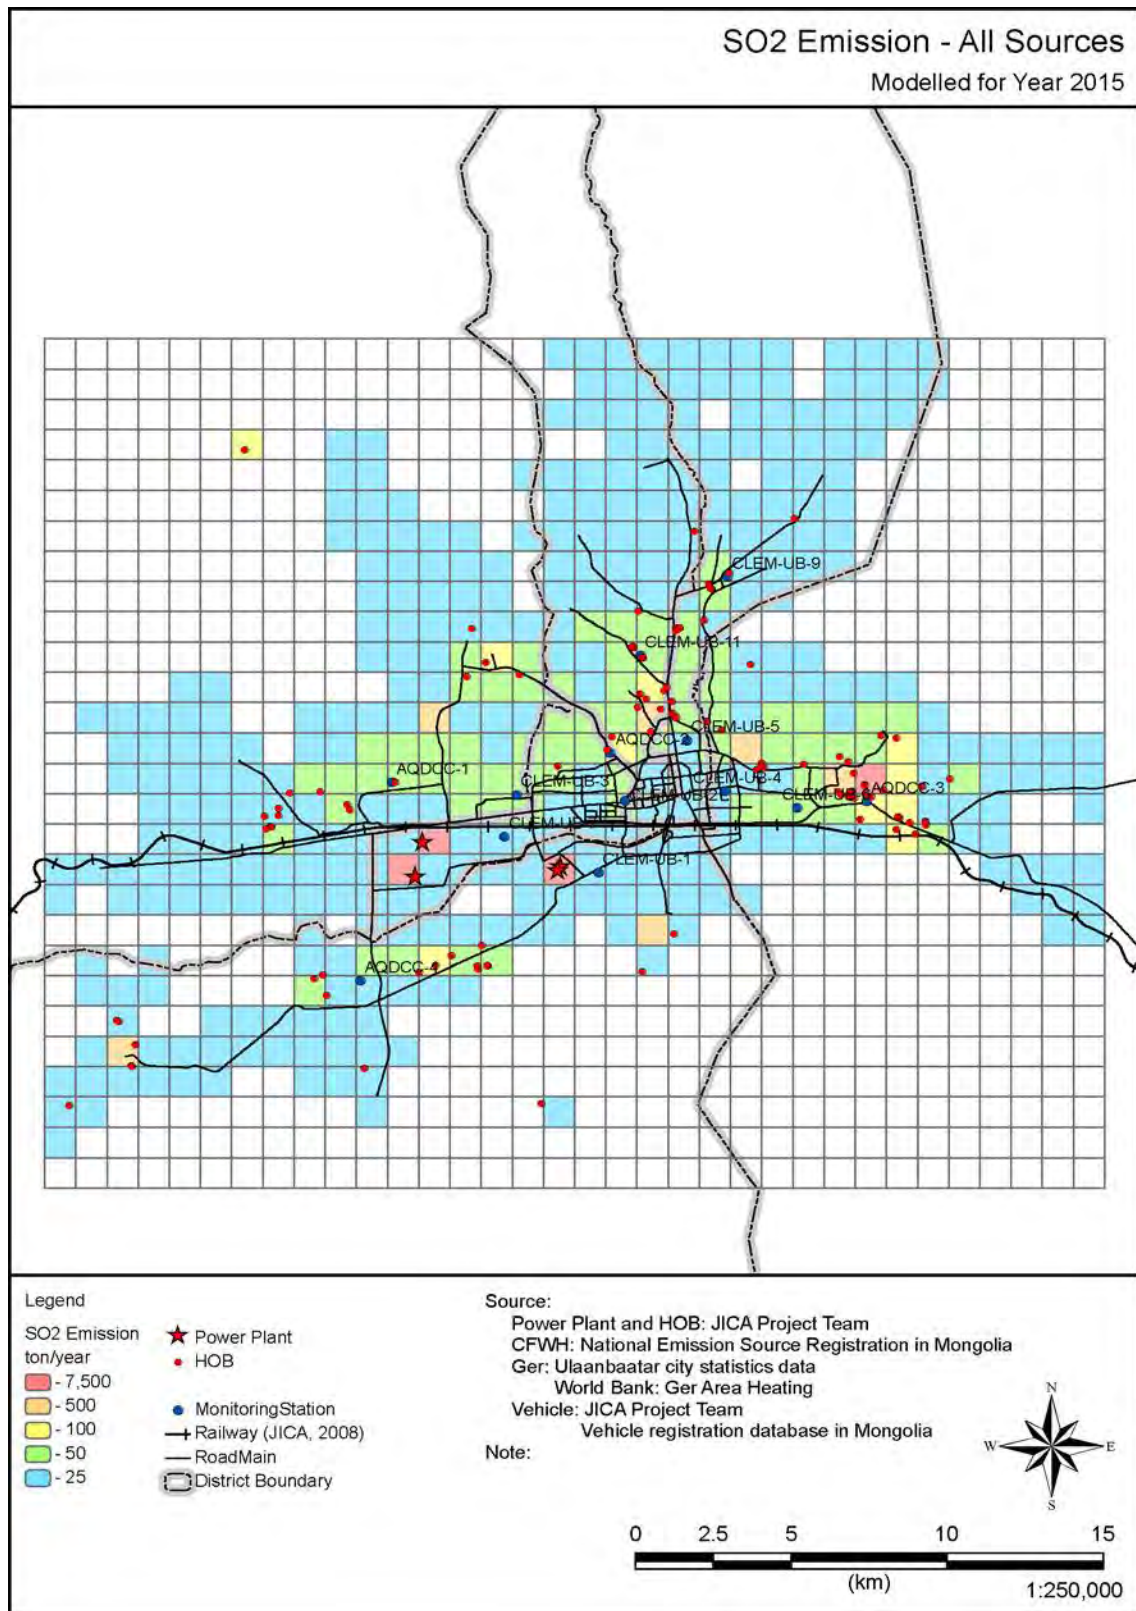 SO2 Emission - All Sources
Modelled for Year 2015
CLEM-UB-9
CLEM-UB-11
CLEM-UB-5
AQDCC-2
AQDCC-1
CLEM-UB-3
CLEM-UB-4
AQDCC-3
CLEM-UB-6
CLEM-UB-1
AQDCC-4
Legend
SO2 Emission
ton/year
- 7,500
- 500
- 100
- 50
- 25
Power Plant
HOB
MonitoringStation
Railway (JICA, 2008)
RoadMain
District Boundary
Source:
Power Plant and HOB: JICA Project Team
CFWH: National Emission Source Registration in Mongolia
Ger: Ulaanbaatar city statistics data
World Bank: Ger Area Heating
Vehicle: JICA Project Team
Vehicle registration database in Mongolia
Note:
N
W E
S
0 2.5 5 10 15
(km)
1:250,000